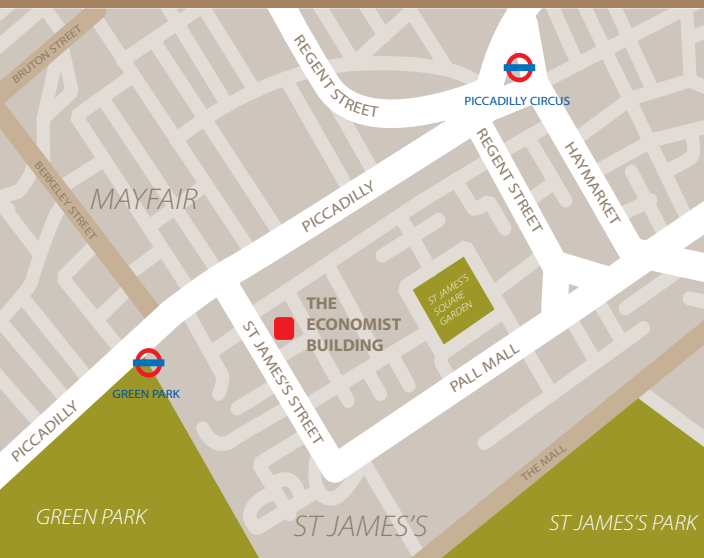 BRUTON STREET
REGENT STREET
PICCADILLY CIRCUS
BERKELEY STREET
MAYFAIR
PICCADILLY
REGENT STREET
HAYMARKET
ST JAMES'S
SQUARE
GARDEN
THE
ECONOMIST
BUILDING
ST JAMES'S STREET
PALL MALL
GREEN PARK
PICCADILLY
THE MALL
GREEN PARK
ST JAMES'S
ST JAMES'S PARK